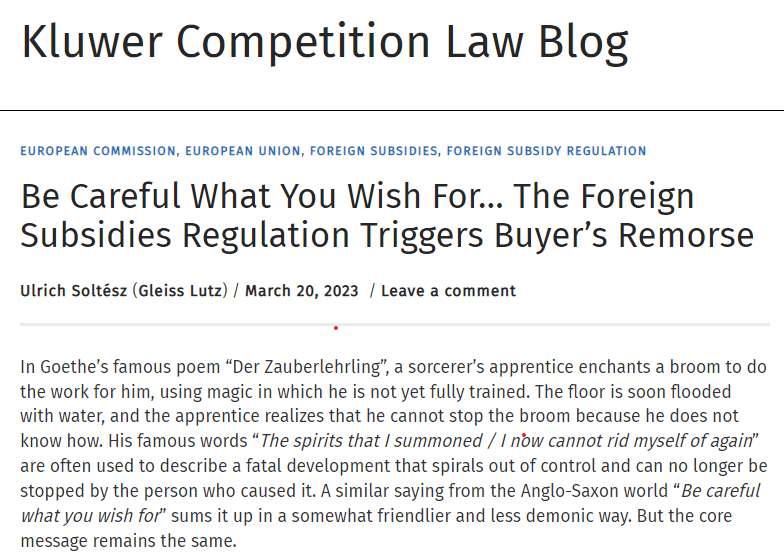 Kluwer Competition Law Blog
EUROPEAN COMMISSION, EUROPEAN UNION, FOREIGN SUBSIDIES, FOREIGN SUBSIDY REGULATION
Be Careful What You Wish For... The Foreign
Subsidies Regulation Triggers Buyer’s Remorse
Ulrich Soltész (Gleiss Lutz) / March 20, 2023 / Leave a comment
In Goethe’s famous poem “Der Zauberlehrling”, a sorcerer’s apprentice enchants a broom to do
the work for him, using magic in which he is not yet fully trained. The floor is soon flooded
with water, and the apprentice realizes that he cannot stop the broom because he does not
know how. His famous words “The spirits that I summoned / I now cannot rid myself of again”
are often used to describe a fatal development that spirals out of control and can no longer be
stopped by the person who caused it. A similar saying from the Anglo-Saxon world “Be careful
what you wish for” sums it up in a somewhat friendlier and less demonic way. But the core
message remains the same.